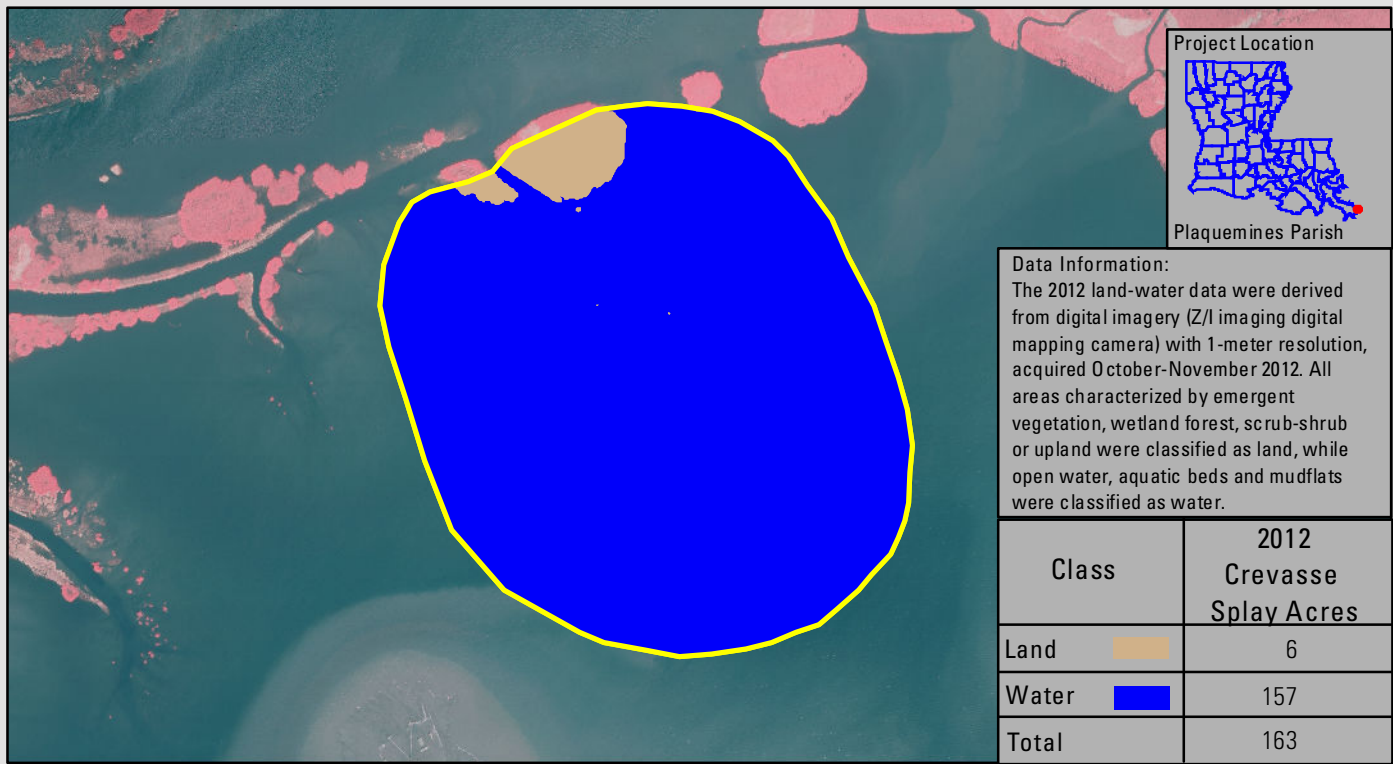 Project Location
Plaquemines Parish
Data Information:
The 2012 land-water data were derived
from digital imagery (Z/I imaging digital
mapping camera) with 1-meter resolution,
acquired October-November 2012. All
areas characterized by emergent
vegetation, wetland forest, scrub-shrub
or upland were classified as land, while
open water, aquatic beds and mudflats
were classified as water.
Class
2012
Crevasse
Splay Acres
Land 6
Water 157
Total 163